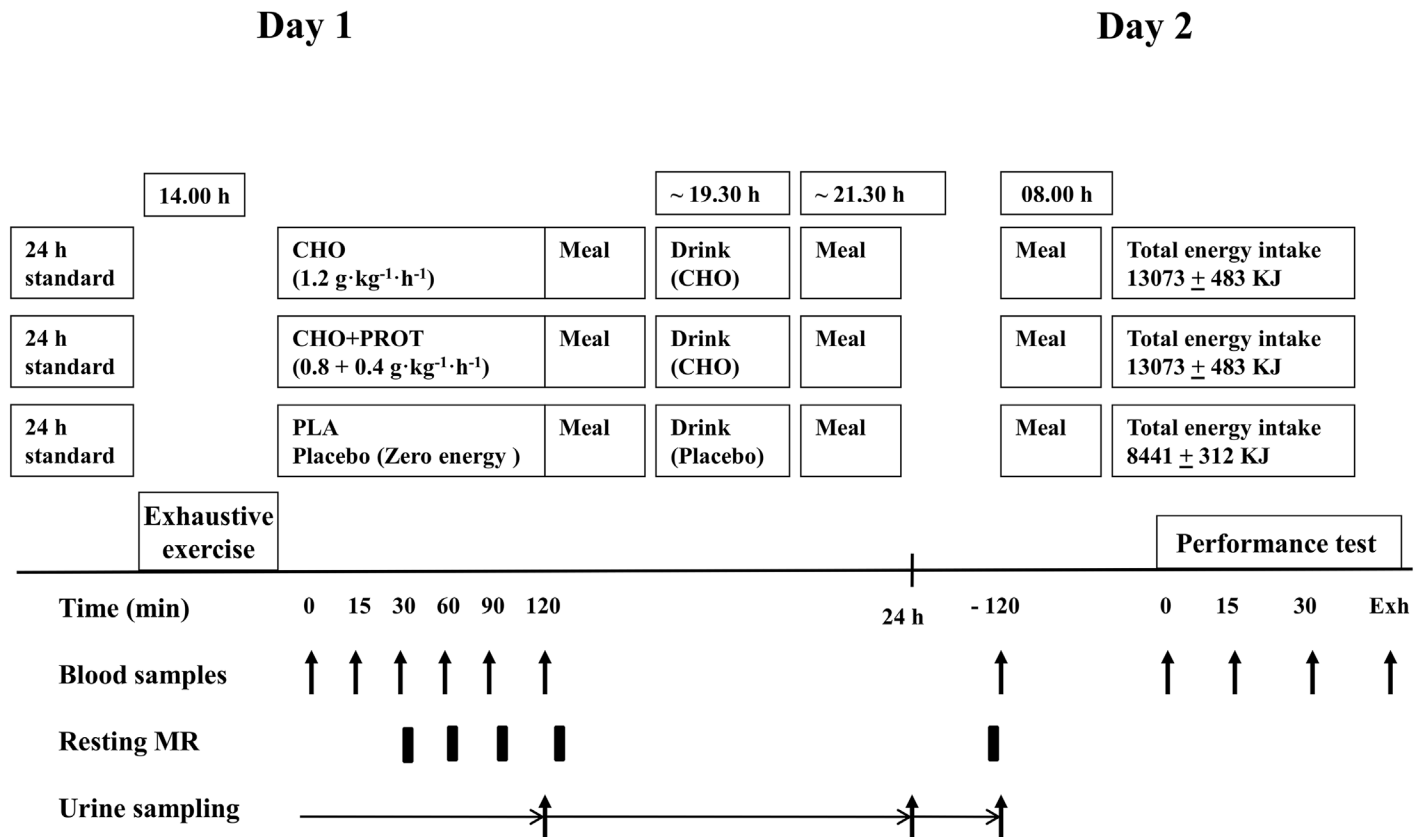 Day 1
Day 2
14.00 h
~ 19.30 h
~ 21.30 h
08.00 h
24 h
standard
CHO
(1.2 g·kg⁻¹·h⁻¹)
Meal
Drink
(CHO)
Meal
Meal
Total energy intake
13073 ± 483 KJ
24 h
standard
CHO+PROT
(0.8 + 0.4 g·kg⁻¹·h⁻¹)
Meal
Drink
(CHO)
Meal
Meal
Total energy intake
13073 ± 483 KJ
24 h
standard
PLA
Placebo (Zero energy )
Meal
Drink
(Placebo)
Meal
Meal
Total energy intake
8441 ± 312 KJ
Exhaustive
exercise
Performance test
Time (min)
0 15 30 60 90 120
24 h
- 120
0 15 30 Exh
Blood samples
Resting MR
Urine sampling